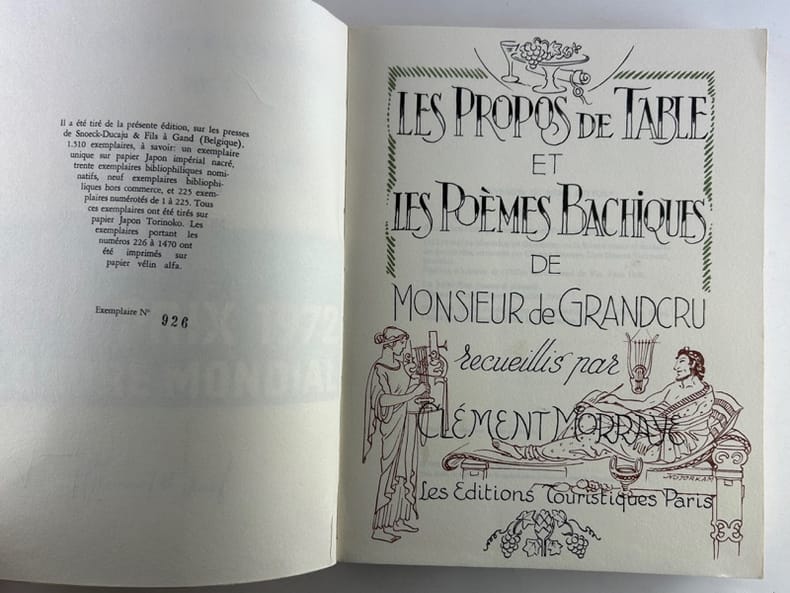 Il a été tiré de la présente édition, sur les presses
de Snoeck-Ducaju & Fils à Gand (Belgique),
1.510 exemplaires, à savoir: un exemplaire
unique sur papier Japon impérial nacré,
trente exemplaires bibliophiliques nomi-
natifs, neuf exemplaires bibliophi-
liques hors commerce, et 225 exem-
plaires numérotés de 1 à 225. Tous
ces exemplaires ont été tirés sur
papier Japon Torinoko. Les
exemplaires portant les
numéros 226 à 1470 ont
été imprimés sur
papier vélin alfa.
Exemplaire N° 926
LES PROPOS DE TABLE
ET
LES POÈMES BACHIQUES
DE
MONSIEUR de GRANDCRU
recueillis par
CLÉMENT MORRAYE
NOJORKAM
Les Editions Touristiques Paris